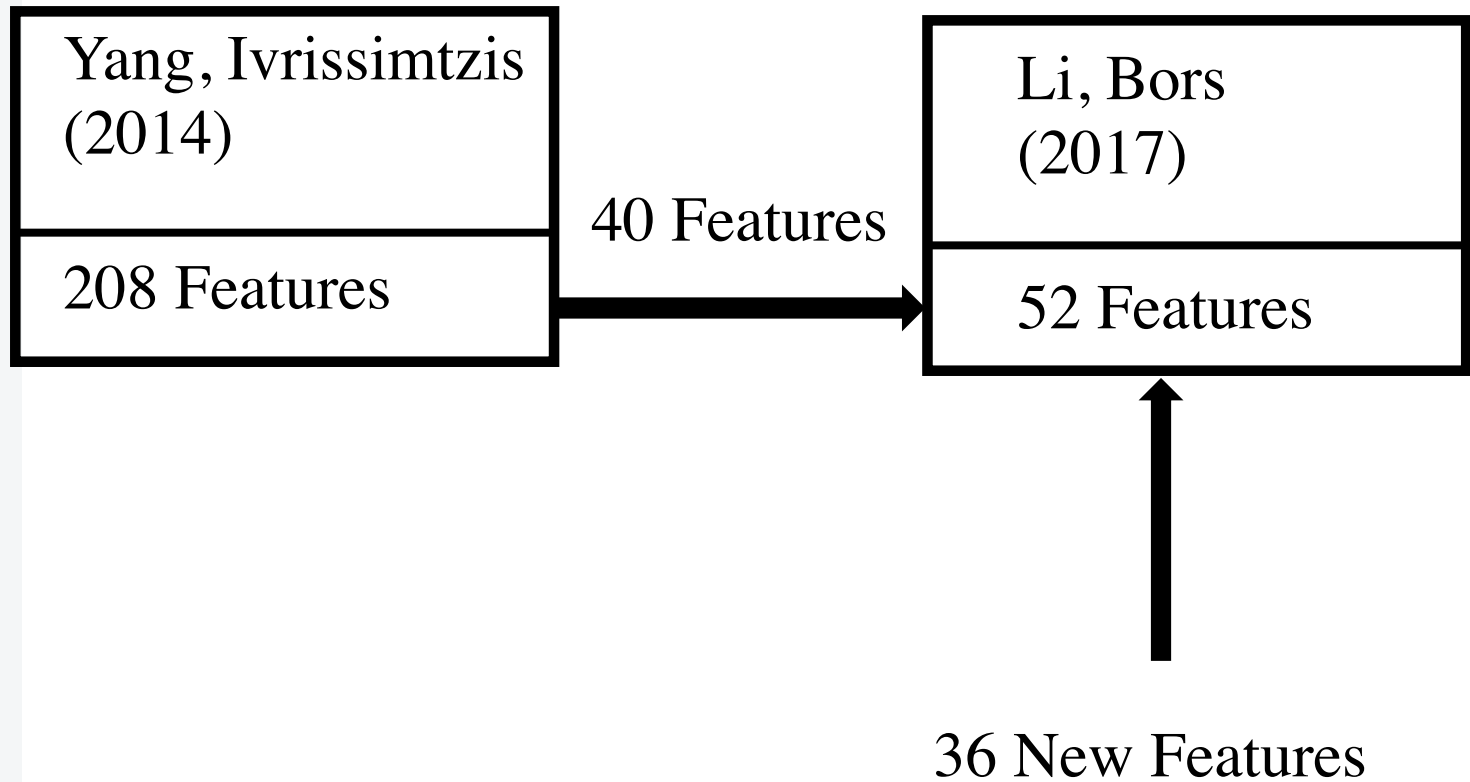 Yang, Ivrissimtzis
(2014)
208 Features
40 Features
Li, Bors
(2017)
52 Features
36 New Features